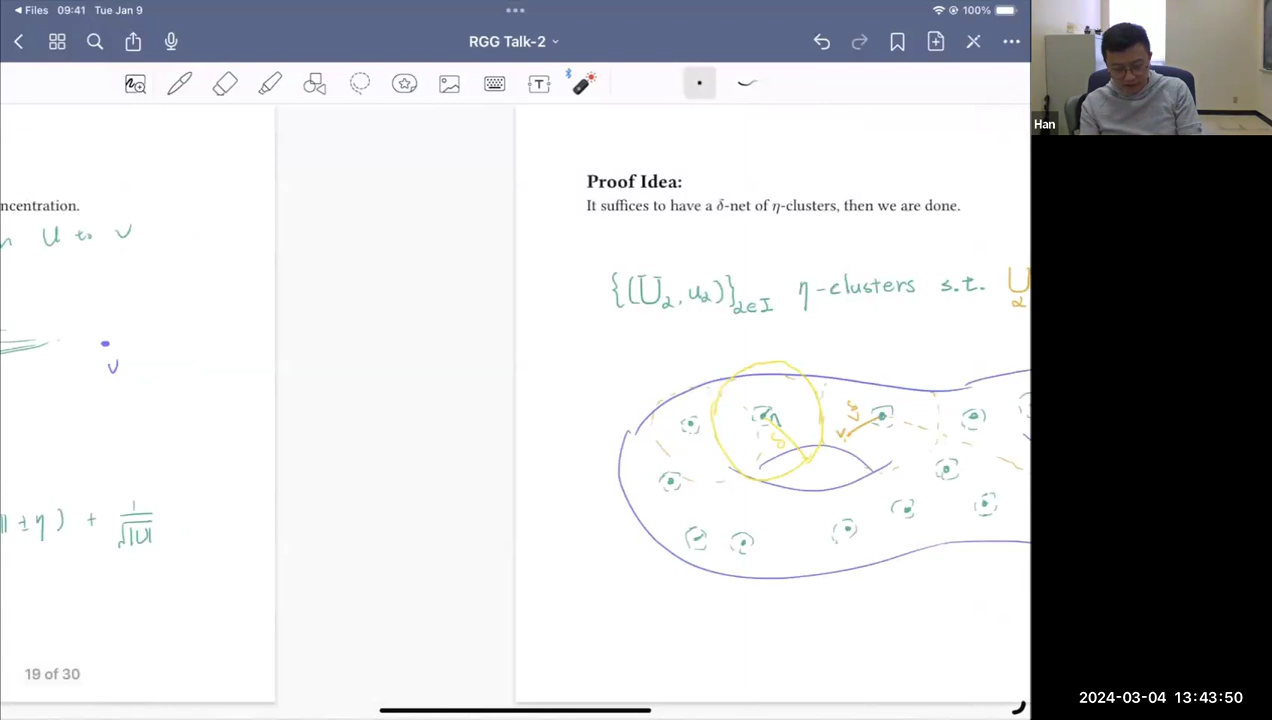 Files 09:41 Tue Jan 9
100%
RGG Talk-2
T
Han
ncentration.
U to v
v
‖ ± η ) + 1/√|U|
19 of 30
Proof Idea:
It suffices to have a δ-net of η-clusters, then we are done.
{(U_α, u_α)}_{α∈I} η-clusters s.t. U_α
η
δ
δ
v
2024-03-04 13:43:50